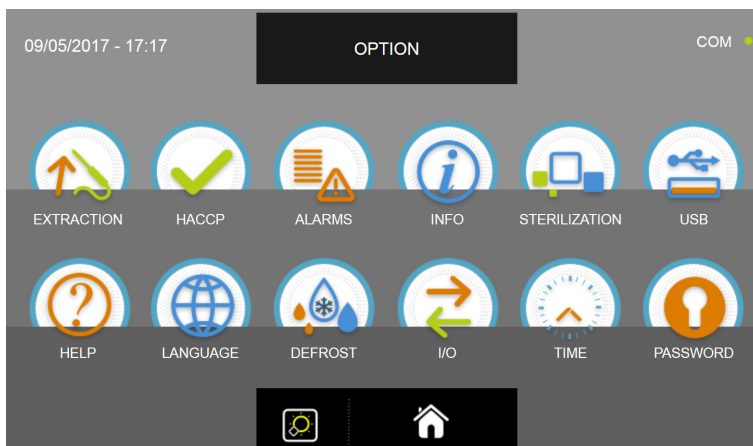 09/05/2017 - 17:17
OPTION
COM
EXTRACTION
HACCP
ALARMS
INFO
STERILIZATION
USB
HELP
LANGUAGE
DEFROST
I/O
TIME
PASSWORD